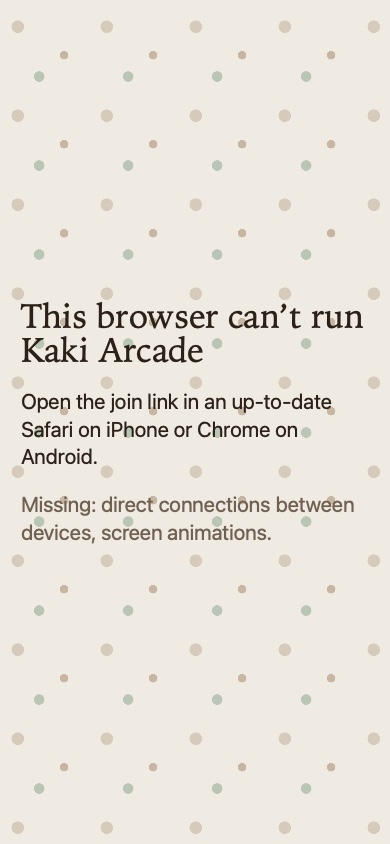 This browser can’t run
Kaki Arcade
Open the join link in an up-to-date
Safari on iPhone or Chrome on
Android.
Missing: direct connections between
devices, screen animations.